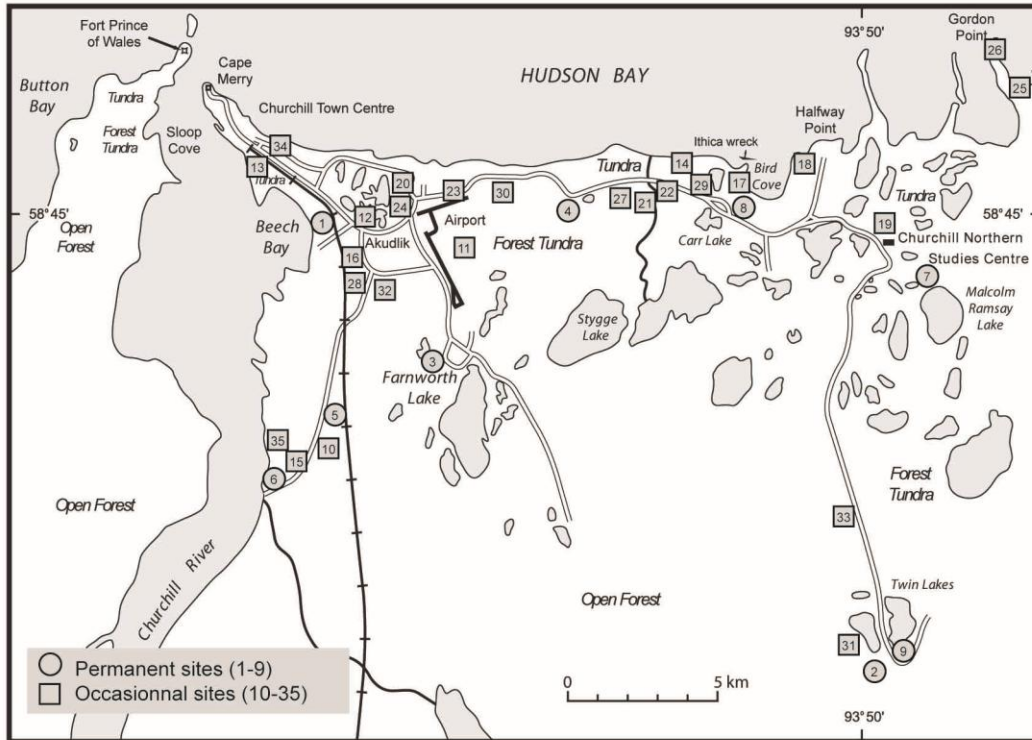 Fort Prince
of Wales
93°50'
Gordon
Point
26
Button
Bay
Cape
Merry
HUDSON BAY
25
Tundra
Churchill Town Centre
Halfway
Point
Forest
Tundra
Sloop
Cove
34
Ithica wreck
13
Tundra
Tundra
14
Bird
Cove
18
Tundra
20
23
30
29
17
58°45'
Open
Forest
1
12
24
Airport
4
27
21
22
8
58°45'
Beech
Bay
Akudlik
11
Forest Tundra
Carr Lake
19
Churchill Northern
Studies Centre
16
28
32
7
Malcolm
Ramsay
Lake
Stygge
Lake
3
Farnworth
Lake
5
35
10
15
6
Forest
Tundra
Open Forest
33
Churchill River
Open Forest
Twin Lakes
31
9
2
Permanent sites (1-9)
Occasionnal sites (10-35)
0
5 km
93°50'